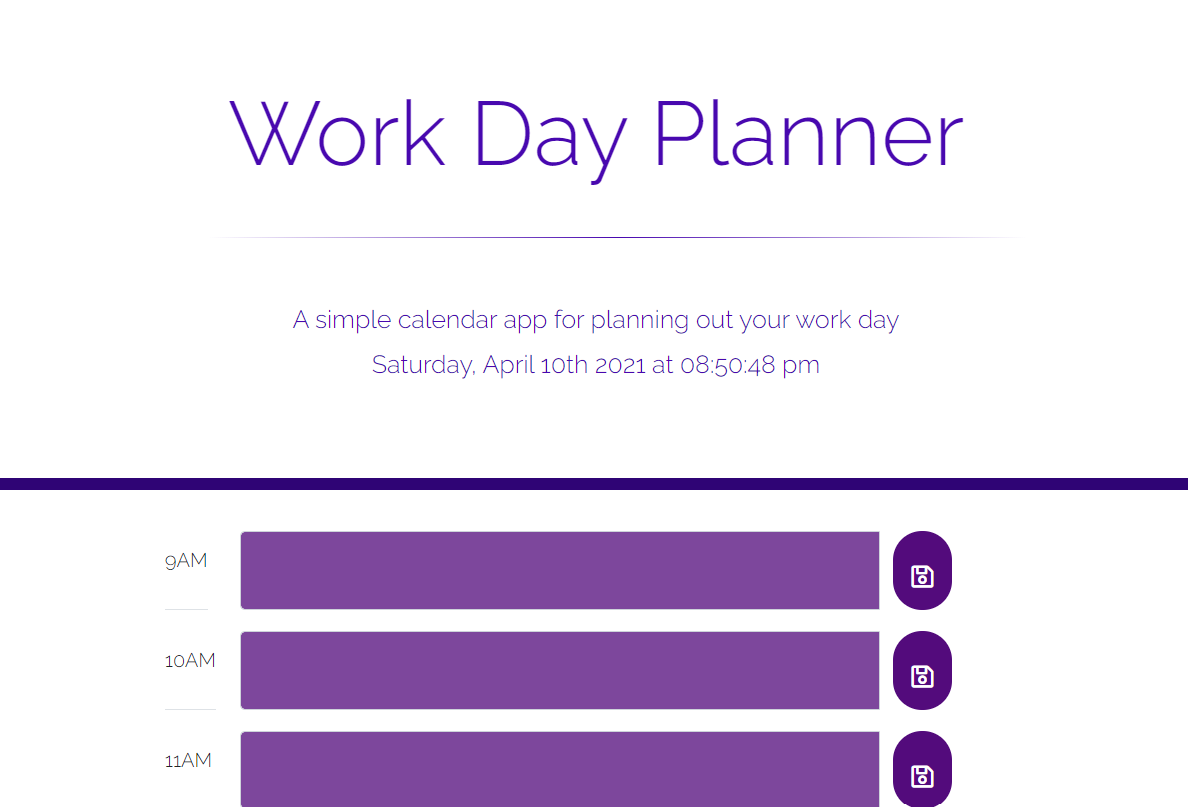 Work Day Planner
A simple calendar app for planning out your work day
Saturday, April 10th 2021 at 08:50:48 pm
9AM
10AM
11AM